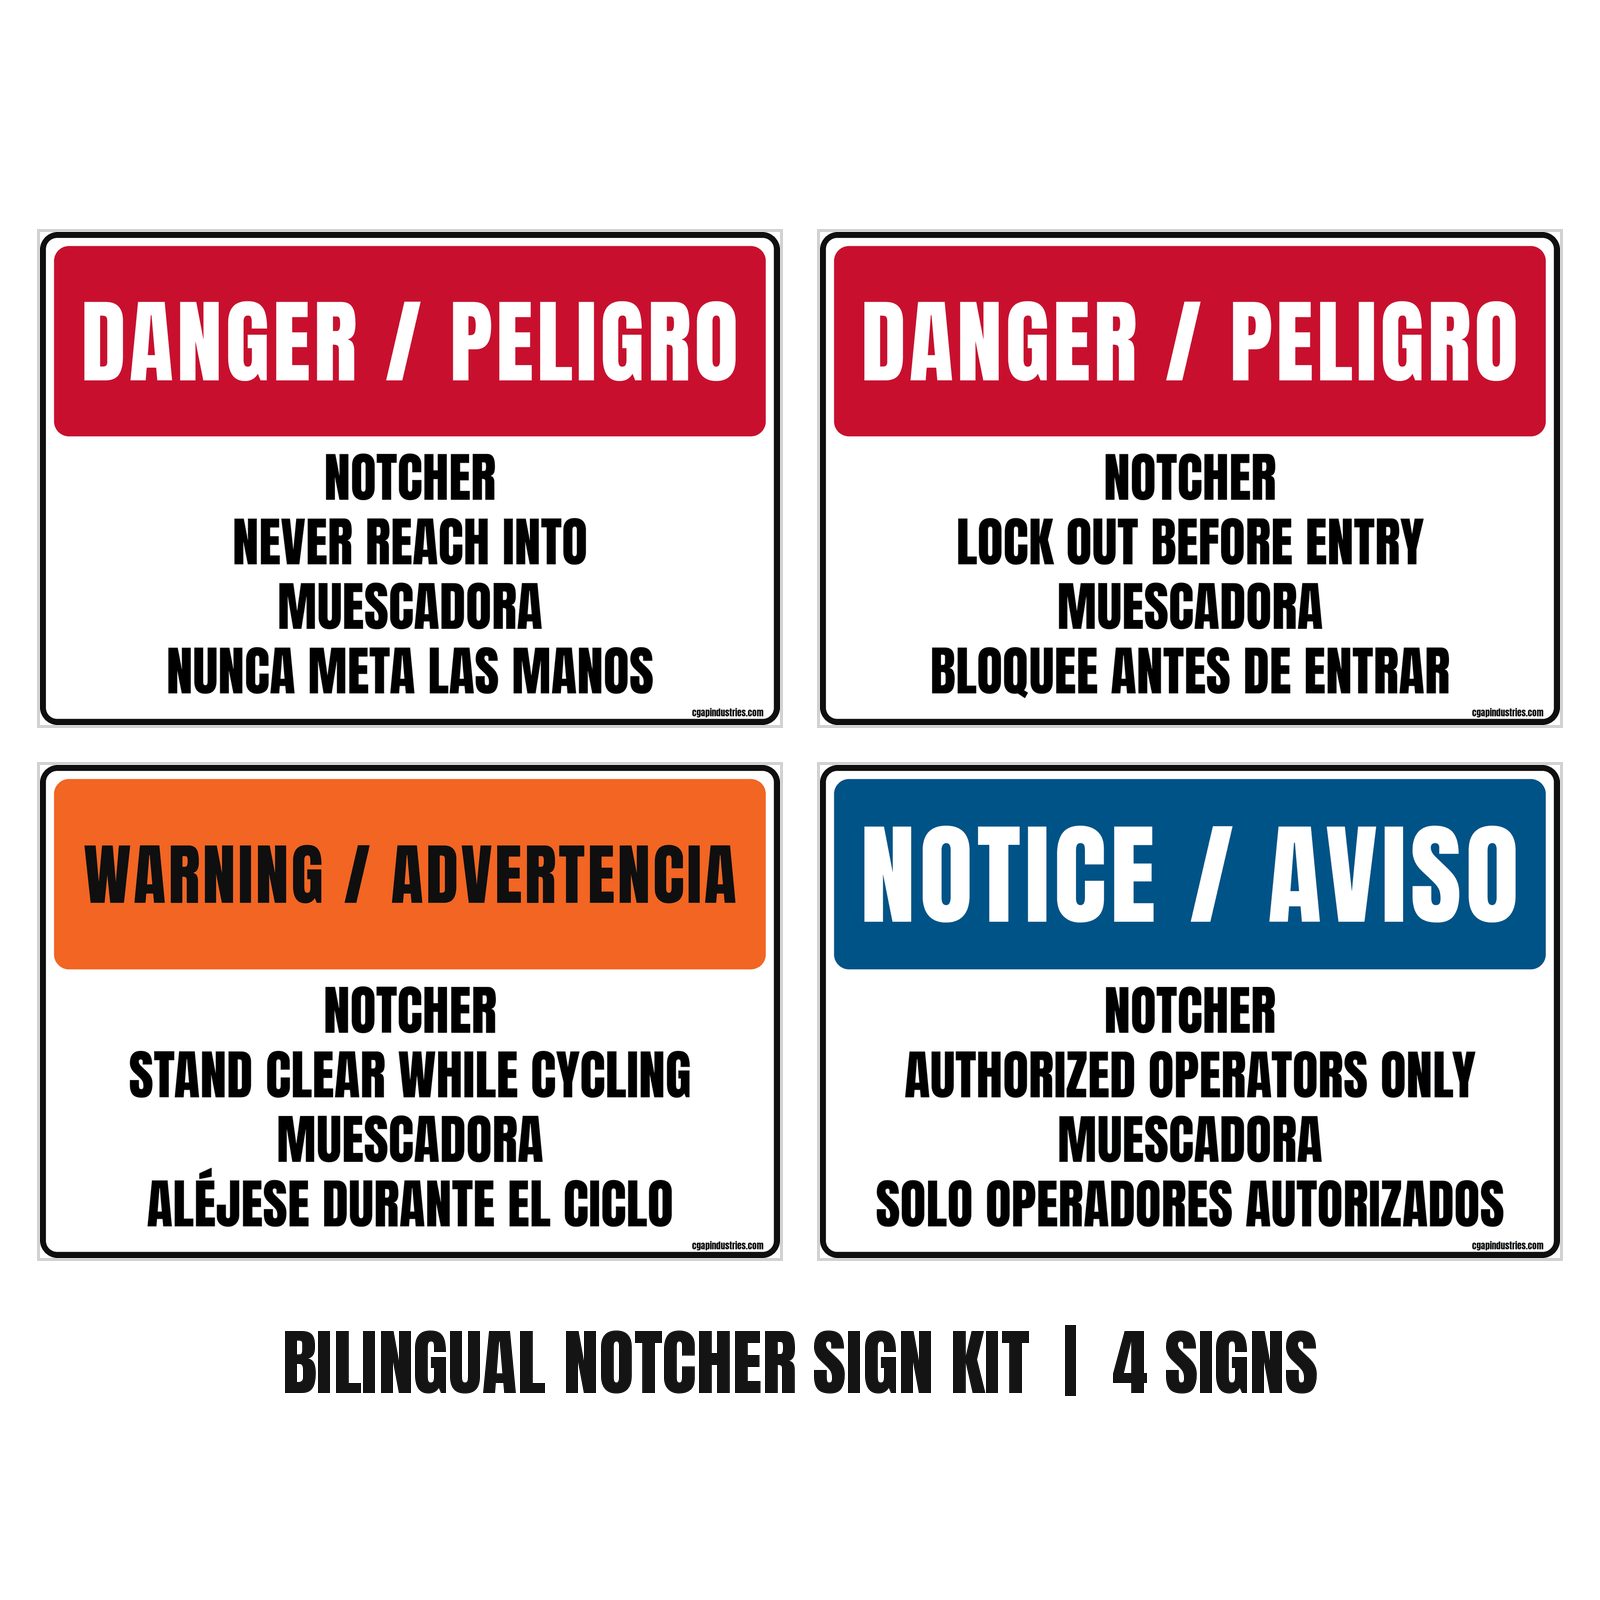 DANGER / PELIGRO
NOTCHER
NEVER REACH INTO
MUESCADORA
NUNCA META LAS MANOS
cgapindustries.com
DANGER / PELIGRO
NOTCHER
LOCK OUT BEFORE ENTRY
MUESCADORA
BLOQUEE ANTES DE ENTRAR
cgapindustries.com
WARNING / ADVERTENCIA
NOTCHER
STAND CLEAR WHILE CYCLING
MUESCADORA
ALÉJESE DURANTE EL CICLO
cgapindustries.com
NOTICE / AVISO
NOTCHER
AUTHORIZED OPERATORS ONLY
MUESCADORA
SOLO OPERADORES AUTORIZADOS
cgapindustries.com
BILINGUAL NOTCHER SIGN KIT | 4 SIGNS